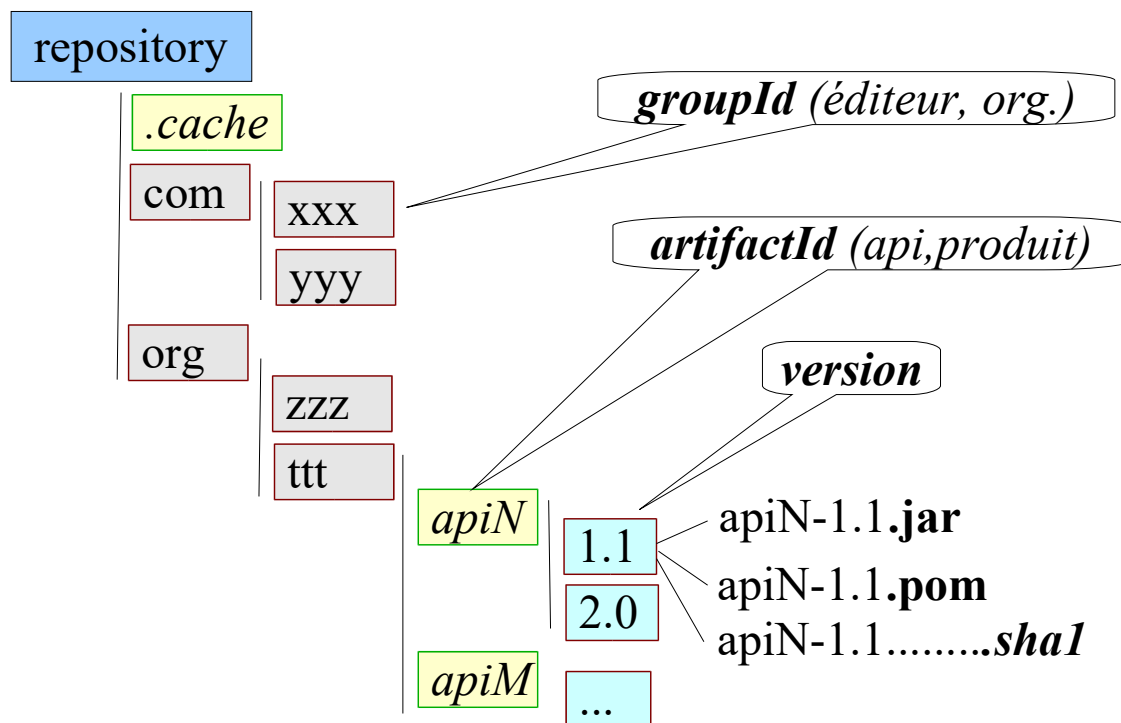 repository
.cache
groupId (éditeur, org.)
com
xxx
artifactId (api,produit)
yyy
org
version
zzz
ttt
apiN
apiN-1.1.jar
1.1
apiN-1.1.pom
2.0
apiN-1.1.........sha1
apiM
...